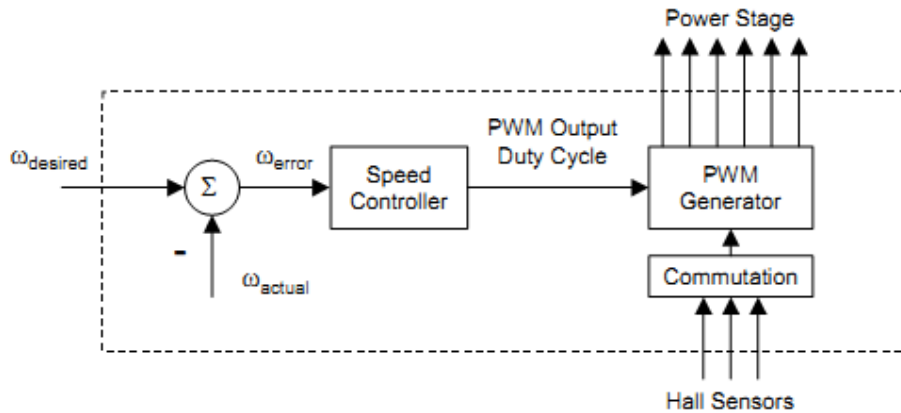 Power Stage
PWM Output
Duty Cycle
ωdesired
ωerror
Σ
Speed
Controller
PWM
Generator
-
ωactual
Commutation
Hall Sensors